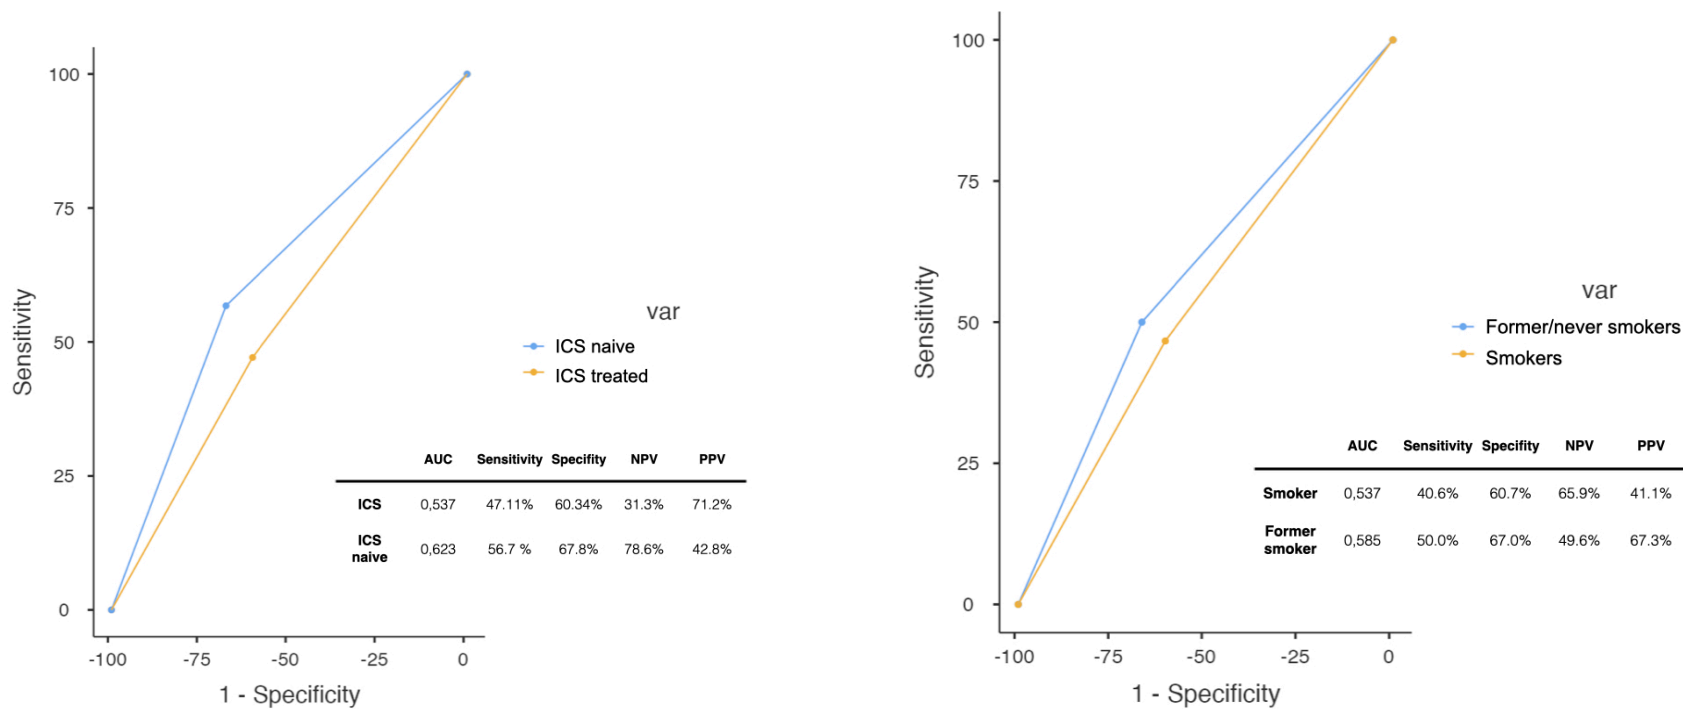 100
75
50
25
0
Sensitivity
-100 -75 -50 -25 0
1 - Specificity
var
ICS naive
ICS treated
AUC Sensitivity Specifity NPV PPV
ICS 0,537 47.11% 60.34% 31.3% 71.2%
ICS
naive 0,623 56.7 % 67.8% 78.6% 42.8%
100
75
50
25
0
Sensitivity
-100 -75 -50 -25 0
1 - Specificity
var
Former/never smokers
Smokers
AUC Sensitivity Specifity NPV PPV
Smoker 0,537 40.6% 60.7% 65.9% 41.1%
Former
smoker 0,585 50.0% 67.0% 49.6% 67.3%